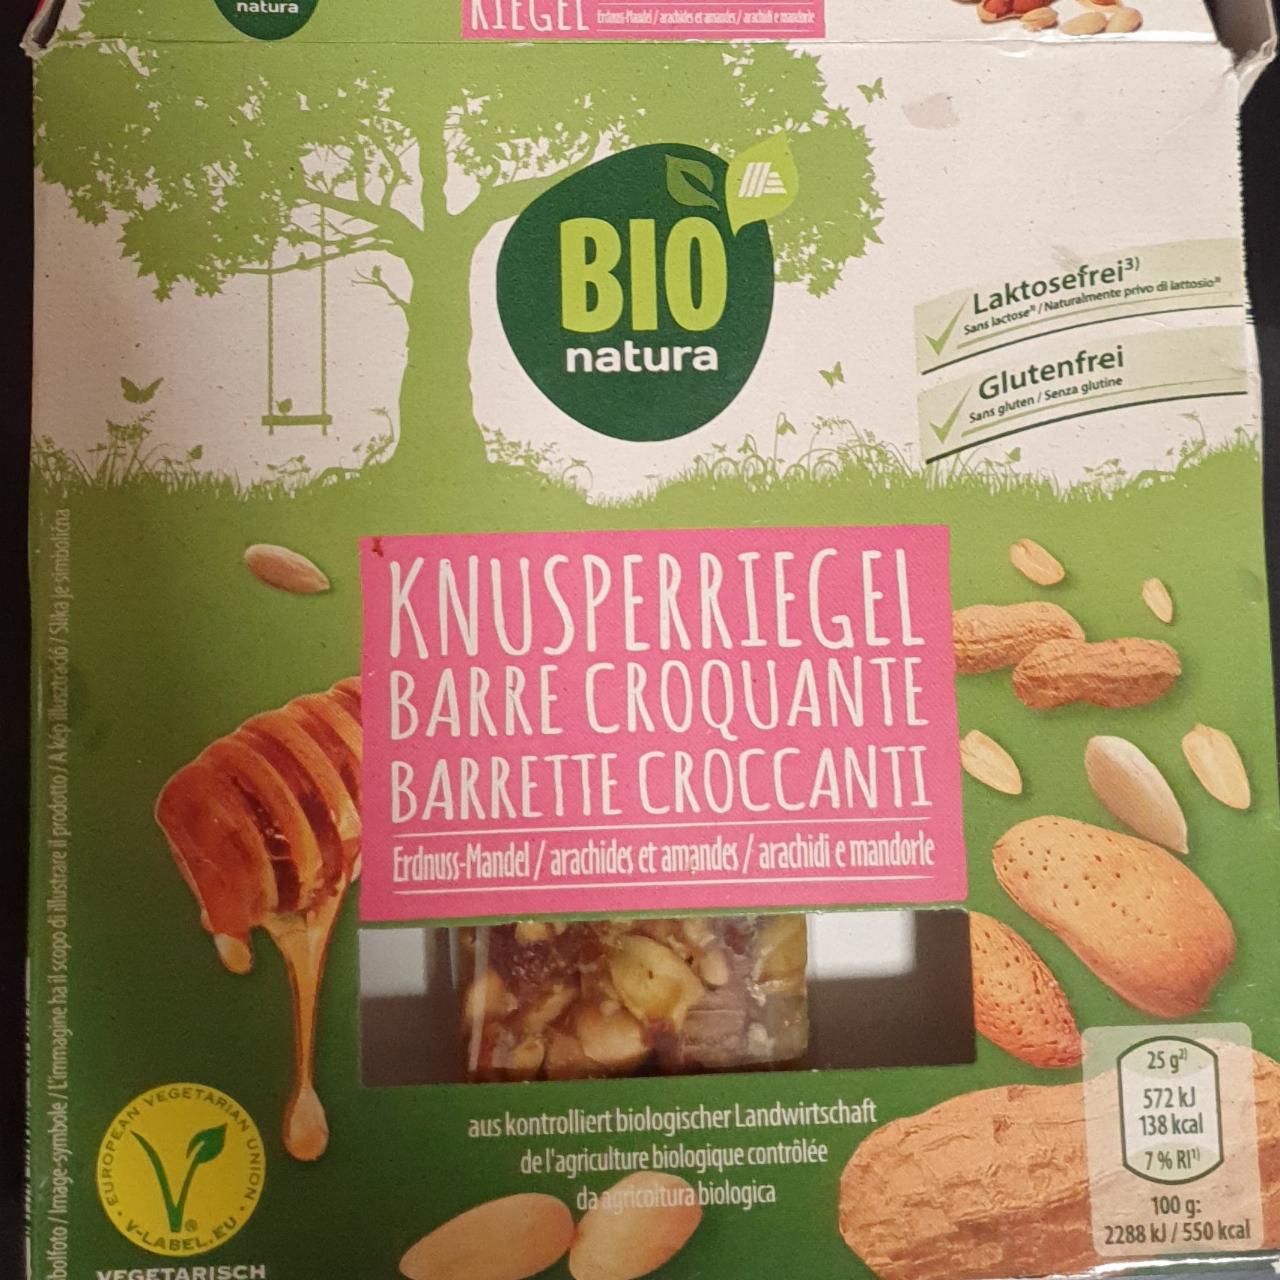 natura
RIEGEL
Erdnuss-Mandel / arachides et amandes / arachidi e mandorle
BIO
natura
Laktosefrei³⁾
Sans lactose³⁾ / Naturalmente privo di lattosio³⁾
Glutenfrei
Sans gluten / Senza glutine
KNUSPERRIEGEL
BARRE CROQUANTE
BARRETTE CROCCANTI
Erdnuss-Mandel / arachides et amandes / arachidi e mandorle
bolfoto / Image-symbole / L'immagine ha il scopo di illustrare il prodotto / A kép illusztráció / Slika je simbolična
aus kontrolliert biologischer Landwirtschaft
de l'agriculture biologique contrôlée
da agricoltura biologica
EUROPEAN VEGETARIAN UNION
V-LABEL.EU
®
VEGETARISCH
25 g²⁾
572 kJ
138 kcal
7 % RI¹⁾
100 g:
2288 kJ / 550 kcal